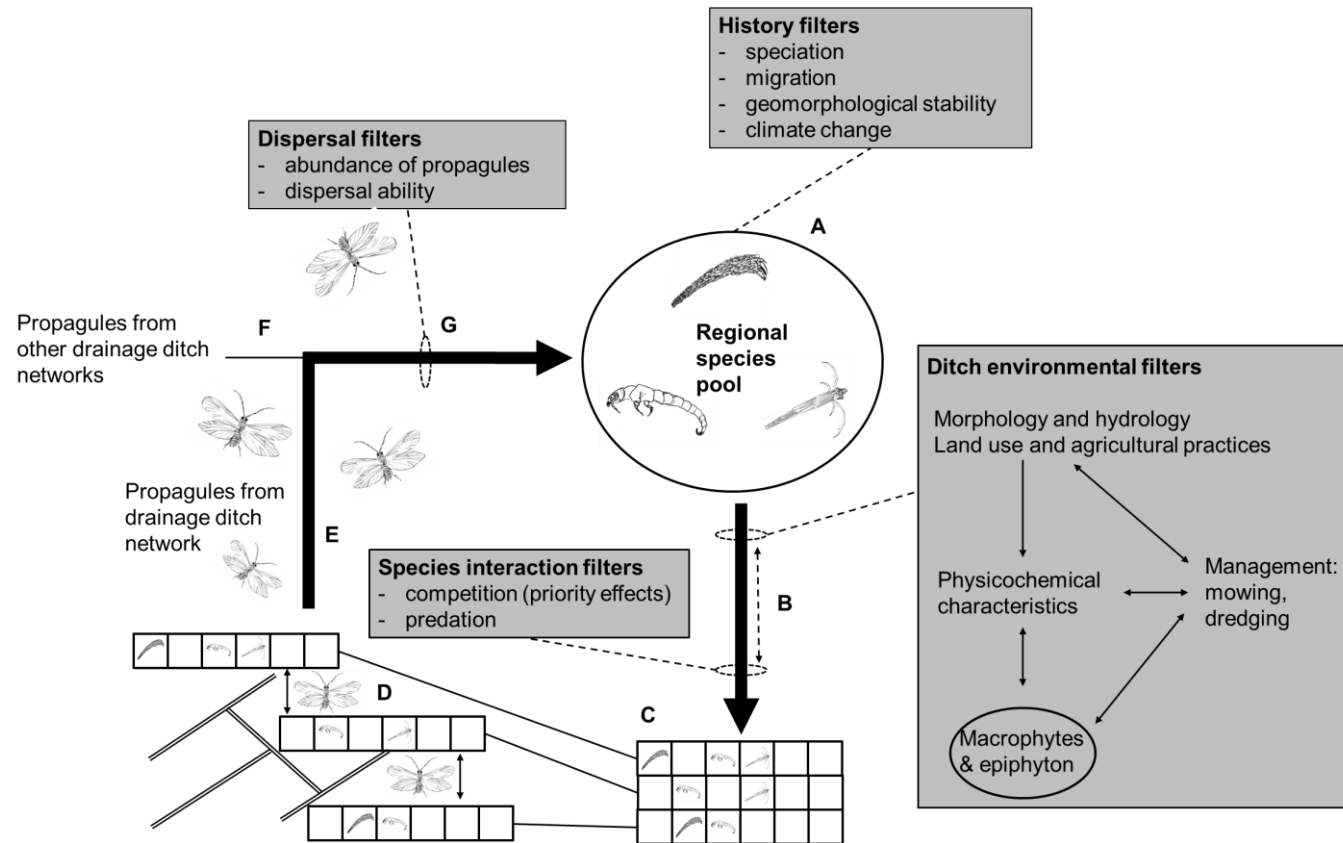 History filters
- speciation
- migration
- geomorphological stability
- climate change
Dispersal filters
- abundance of propagules
- dispersal ability
A
F
G
Propagules from
other drainage ditch
networks
Regional
species
pool
Ditch environmental filters
Morphology and hydrology
Land use and agricultural practices
Physicochemical
characteristics
Management:
mowing,
dredging
Macrophytes
& epiphyton
Propagules from
drainage ditch
network
E
Species interaction filters
- competition (priority effects)
- predation
B
D
C